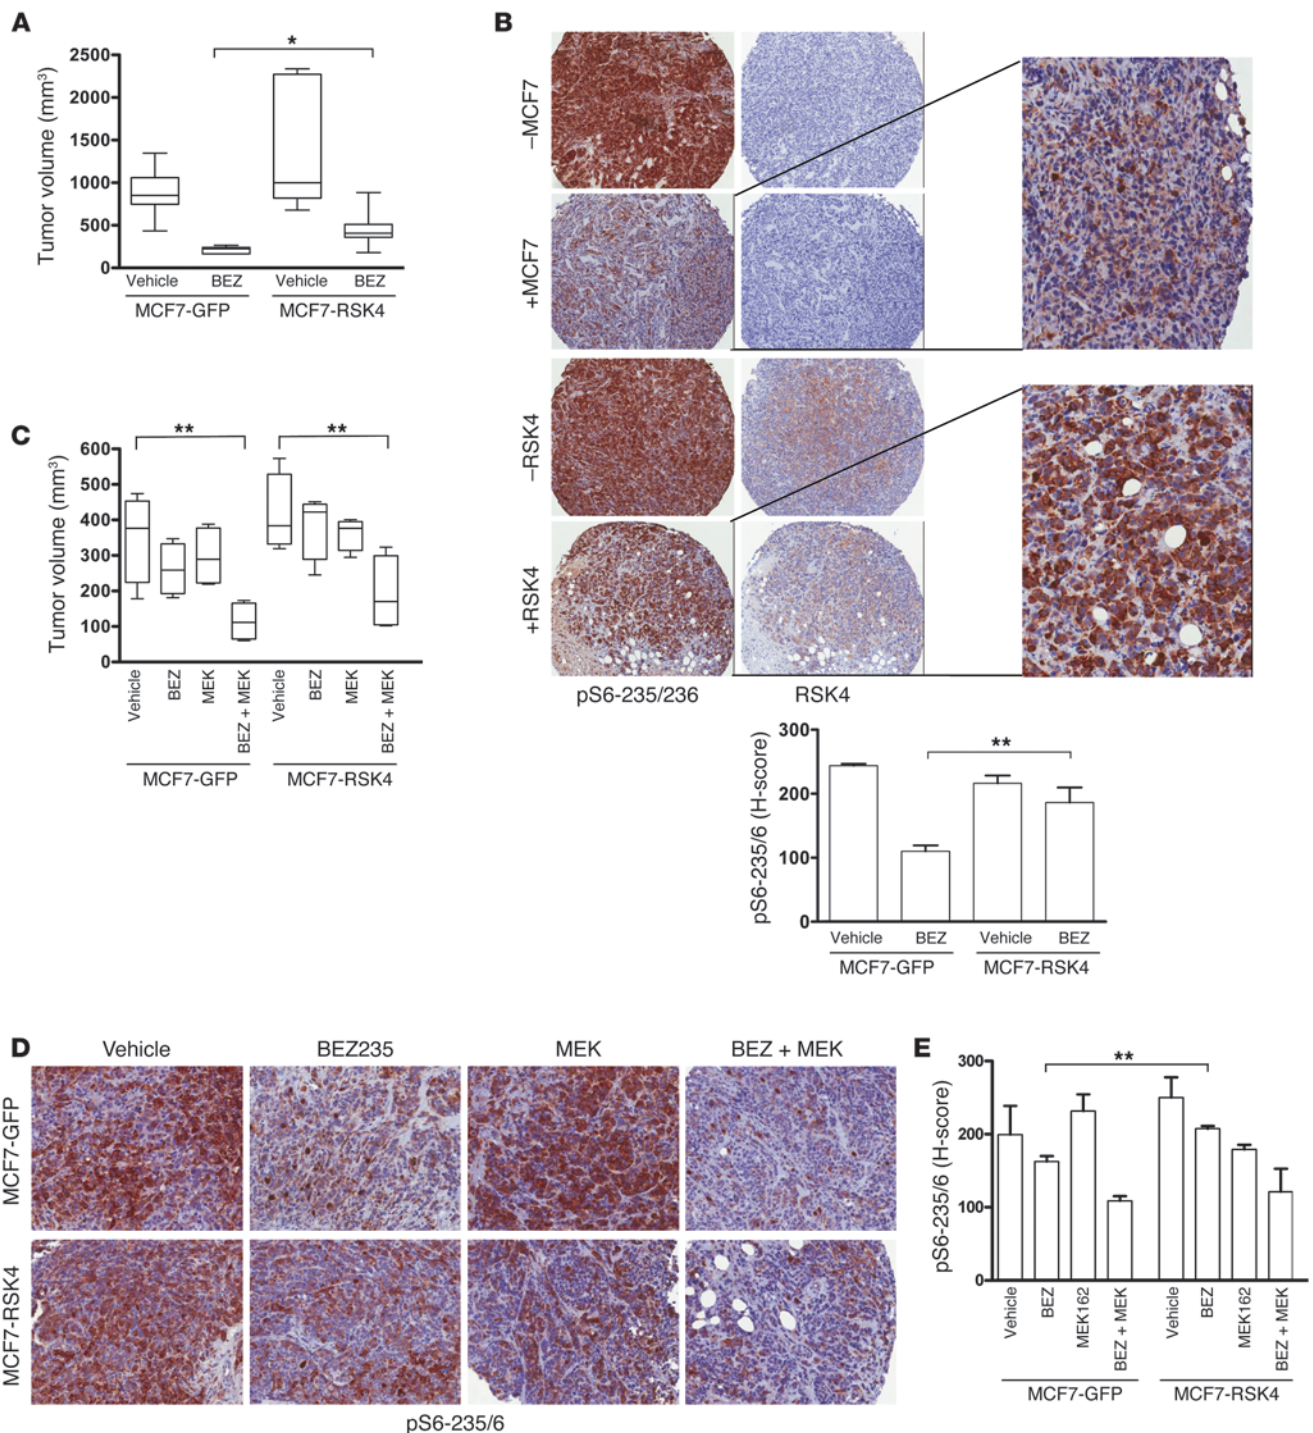 A
Tumor volume (mm³)
2500
2000
1500
1000
500
0
*
Vehicle BEZ Vehicle BEZ
MCF7-GFP MCF7-RSK4
B
–MCF7
+MCF7
–RSK4
+RSK4
pS6-235/236 RSK4
pS6-235/6 (H-score)
300
200
100
0
**
Vehicle BEZ Vehicle BEZ
MCF7-GFP MCF7-RSK4
C
Tumor volume (mm³)
600
500
400
300
200
100
0
** **
Vehicle BEZ MEK BEZ + MEK Vehicle BEZ MEK BEZ + MEK
MCF7-GFP MCF7-RSK4
D
Vehicle BEZ235 MEK BEZ + MEK
MCF7-GFP
MCF7-RSK4
pS6-235/6
E
pS6-235/6 (H-score)
300
200
100
0
**
Vehicle BEZ MEK162 BEZ + MEK Vehicle BEZ MEK162 BEZ + MEK
MCF7-GFP MCF7-RSK4